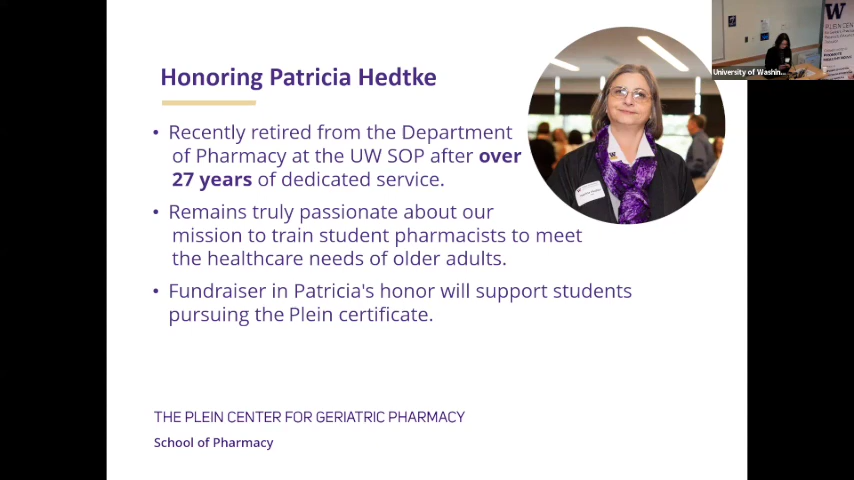 Honoring Patricia Hedtke
• Recently retired from the Department
of Pharmacy at the UW SOP after over
27 years of dedicated service.
• Remains truly passionate about our
mission to train student pharmacists to meet
the healthcare needs of older adults.
• Fundraiser in Patricia's honor will support students
pursuing the Plein certificate.
THE PLEIN CENTER FOR GERIATRIC PHARMACY
School of Pharmacy
University of Washin...
W
PLEIN CEN